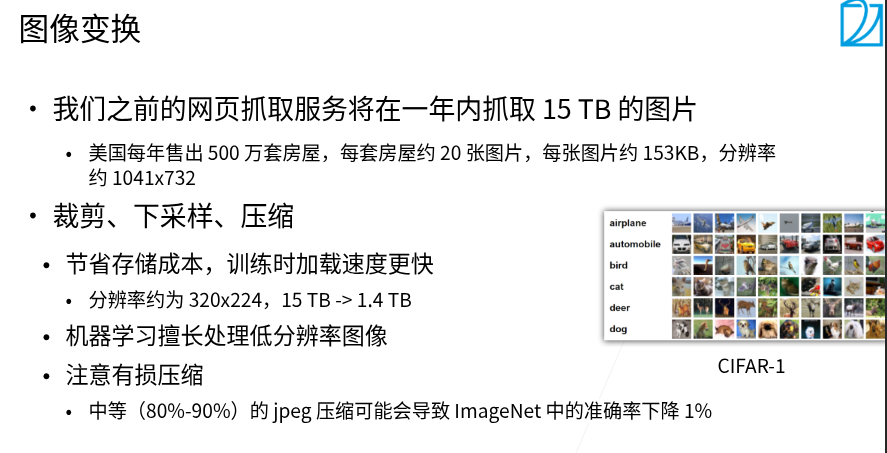 图像变换
• 我们之前的网页抓取服务将在一年内抓取 15 TB 的图片
• 美国每年售出 500 万套房屋，每套房屋约 20 张图片，每张图片约 153KB，分辨率
约 1041x732
• 裁剪、下采样、压缩
• 节省存储成本，训练时加载速度更快
• 分辨率约为 320x224，15 TB -> 1.4 TB
• 机器学习擅长处理低分辨率图像
• 注意有损压缩
• 中等（80%-90%）的 jpeg 压缩可能会导致 ImageNet 中的准确率下降 1%
airplane
automobile
bird
cat
deer
dog
CIFAR-1